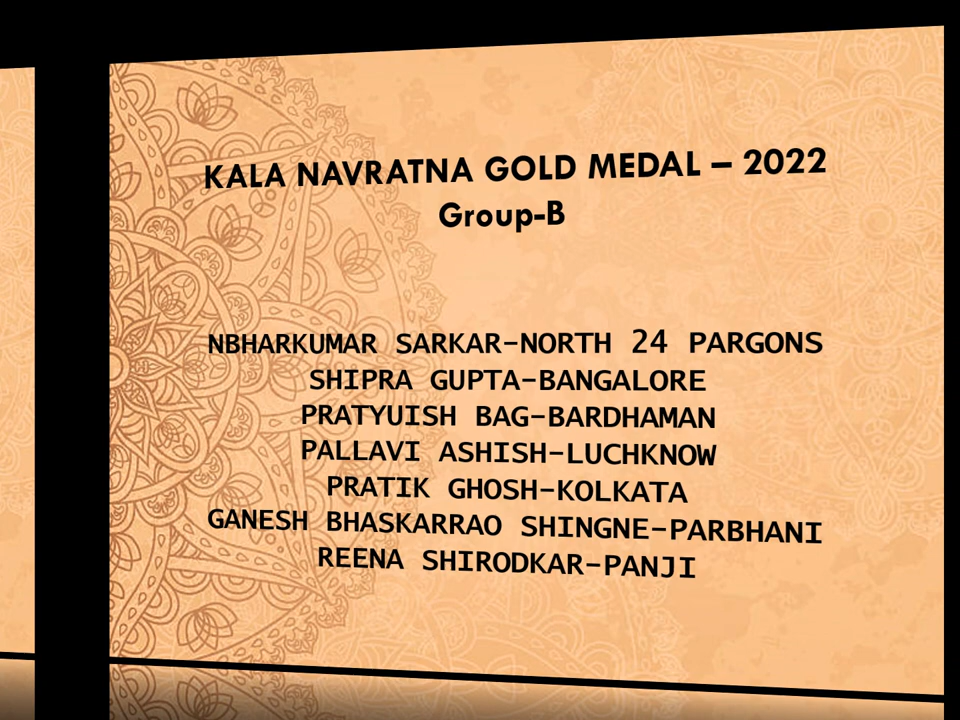 KALA NAVRATNA GOLD MEDAL – 2022
Group-B
NBHARKUMAR SARKAR-NORTH 24 PARGONS
SHIPRA GUPTA-BANGALORE
PRATYUISH BAG-BARDHAMAN
PALLAVI ASHISH-LUCHKNOW
PRATIK GHOSH-KOLKATA
GANESH BHASKARRAO SHINGNE-PARBHANI
REENA SHIRODKAR-PANJI